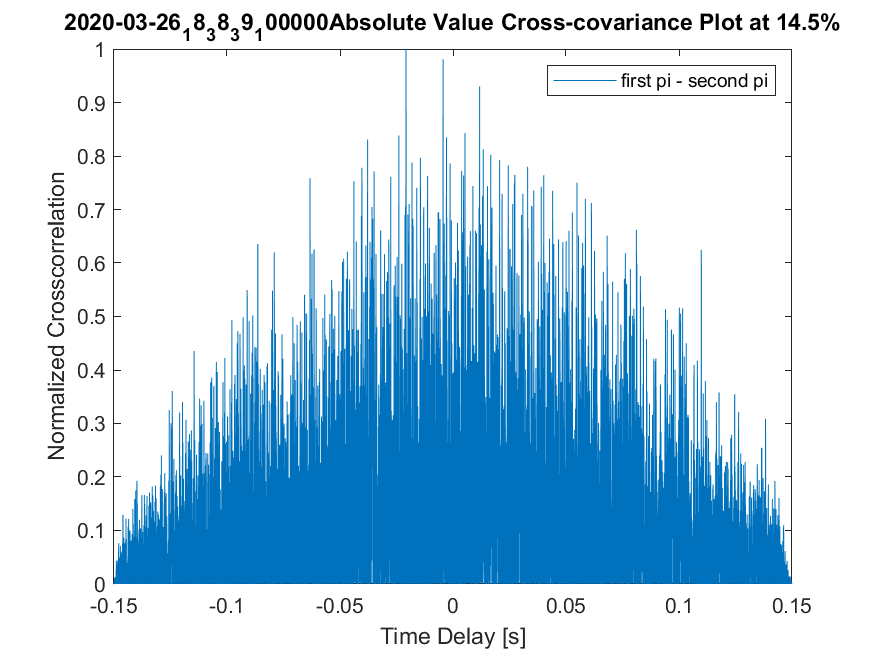 2020-03-26₁8₃8₃9₁00000Absolute Value Cross-covariance Plot at 14.5%
first pi - second pi
1
0.9
0.8
0.7
0.6
0.5
0.4
0.3
0.2
0.1
0
Normalized Crosscorrelation
-0.15 -0.1 -0.05 0 0.05 0.1 0.15
Time Delay [s]